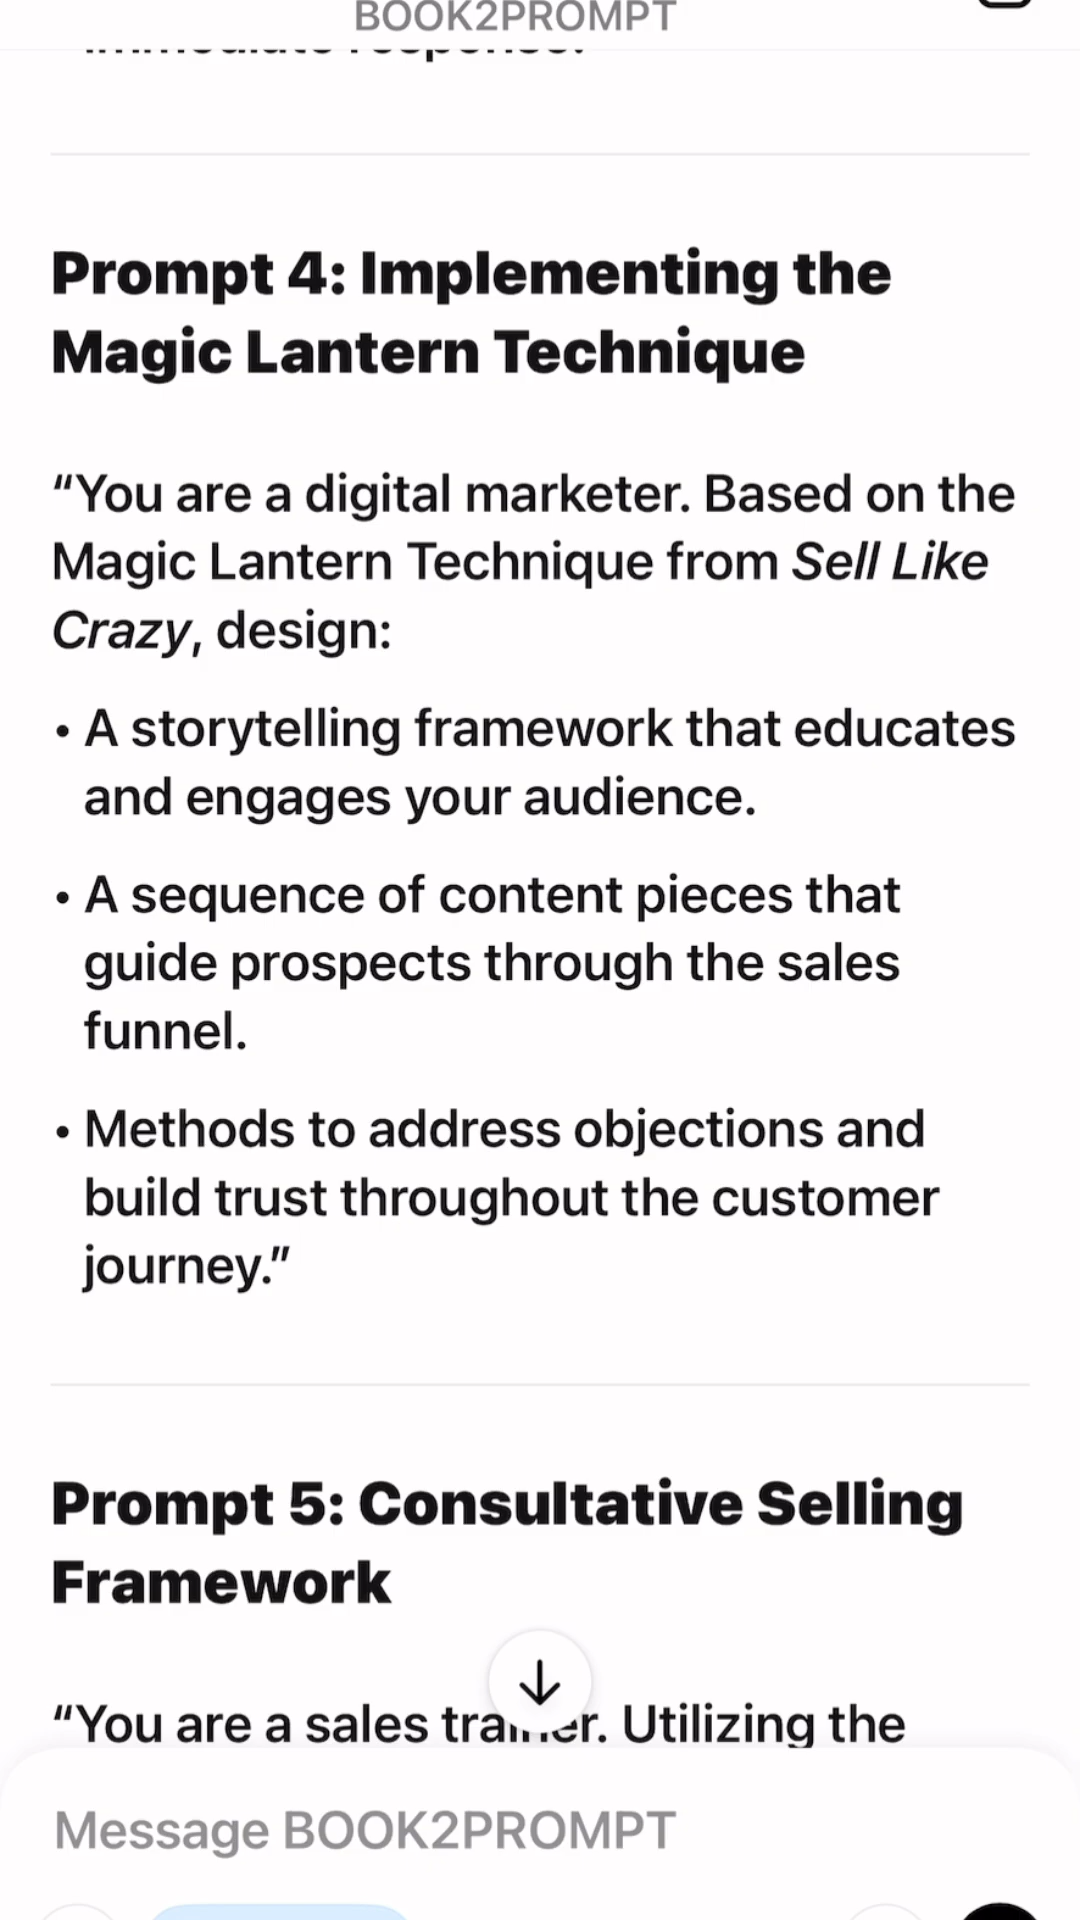 BOOK2PROMPT
immediate response.
Prompt 4: Implementing the
Magic Lantern Technique
“You are a digital marketer. Based on the
Magic Lantern Technique from Sell Like
Crazy, design:
• A storytelling framework that educates
and engages your audience.
• A sequence of content pieces that
guide prospects through the sales
funnel.
• Methods to address objections and
build trust throughout the customer
journey.”
Prompt 5: Consultative Selling
Framework
“You are a sales trainer. Utilizing the
Message BOOK2PROMPT